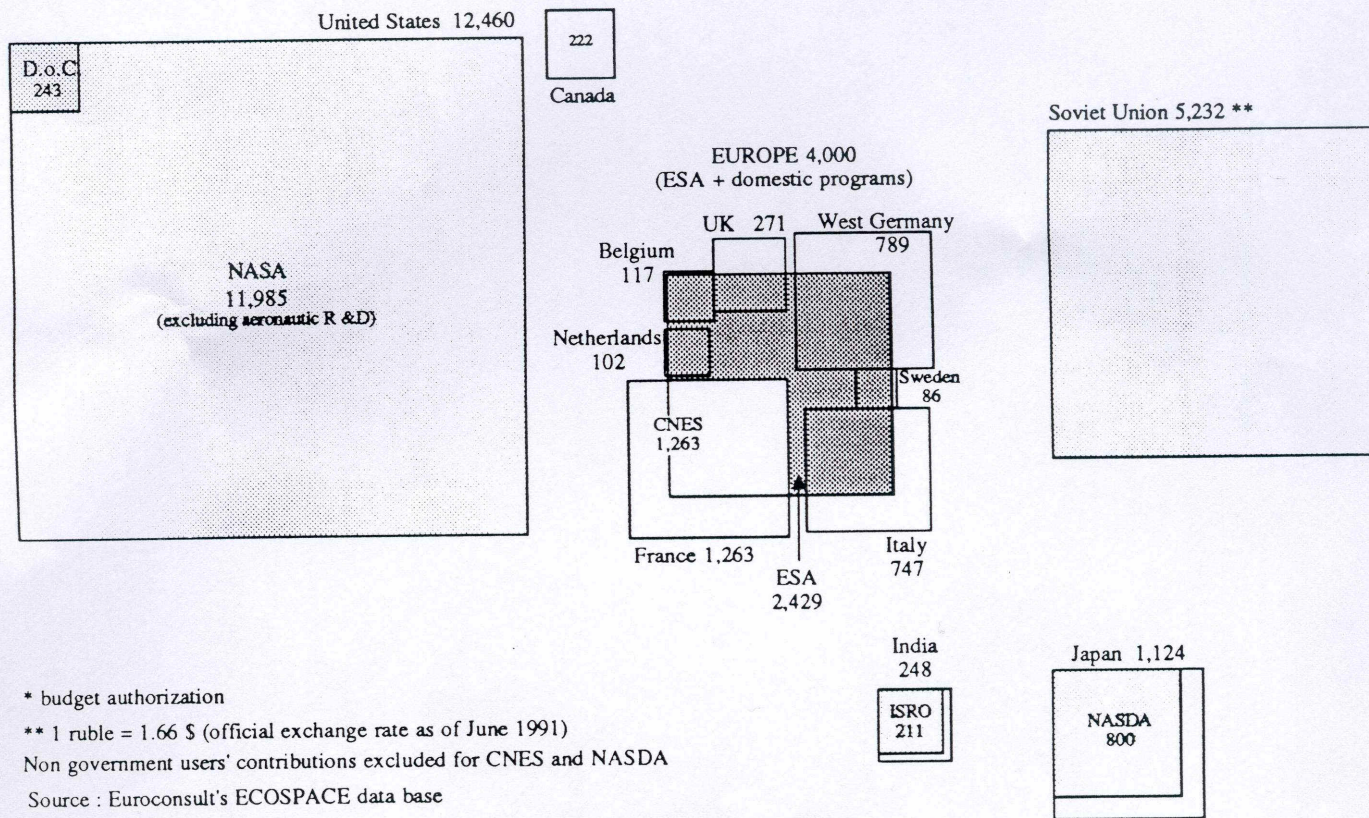 United States 12,460
D.o.C
243
NASA
11,985
(excluding aeronautic R &D)
222
Canada
EUROPE 4,000
(ESA + domestic programs)
UK 271
West Germany
789
Belgium
117
Netherlands
102
Sweden
86
CNES
1,263
France 1,263
ESA
2,429
Italy
747
Soviet Union 5,232 **
India
248
ISRO
211
Japan 1,124
NASDA
800
* budget authorization
** 1 ruble = 1.66 $ (official exchange rate as of June 1991)
Non government users' contributions excluded for CNES and NASDA
Source : Euroconsult's ECOSPACE data base